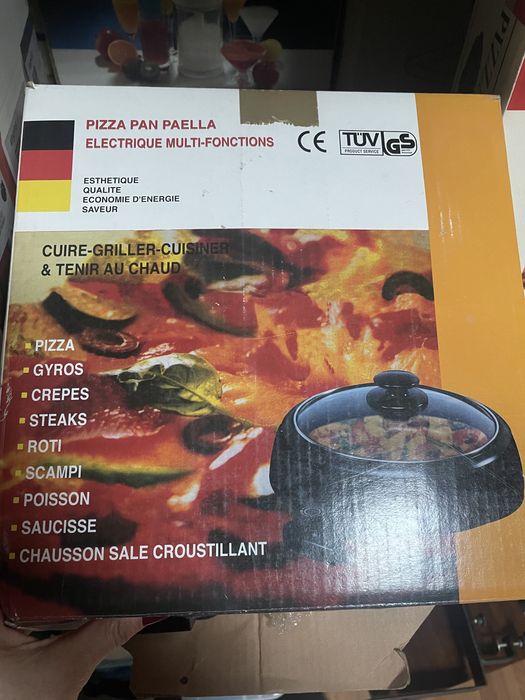 PIZZA PAN PAELLA
ELECTRIQUE MULTI-FONCTIONS
CE
TÜV
PRODUCT SERVICE
GS
ESTHETIQUE
QUALITE
ECONOMIE D'ENERGIE
SAVEUR
CUIRE-GRILLER-CUISINER
& TENIR AU CHAUD
PIZZA
GYROS
CREPES
STEAKS
ROTI
SCAMPI
POISSON
SAUCISSE
CHAUSSON SALE CROUSTILLANT
PIZZ